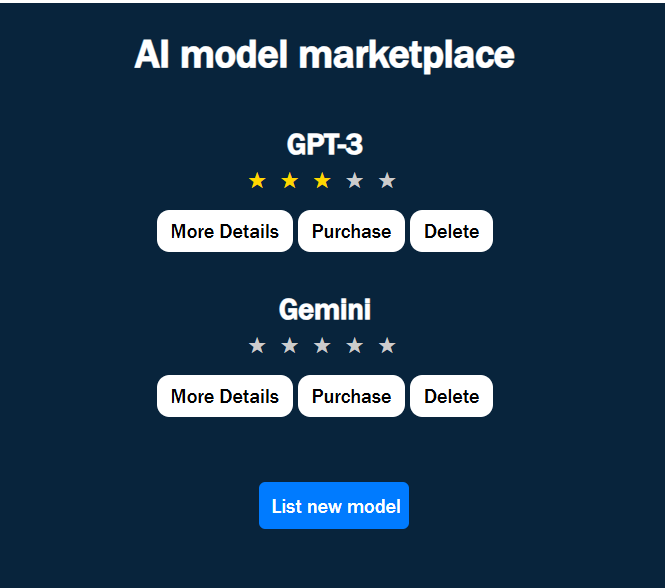 AI model marketplace
GPT-3
★ ★ ★ ★ ★
More Details Purchase Delete
Gemini
★ ★ ★ ★ ★
More Details Purchase Delete
List new model